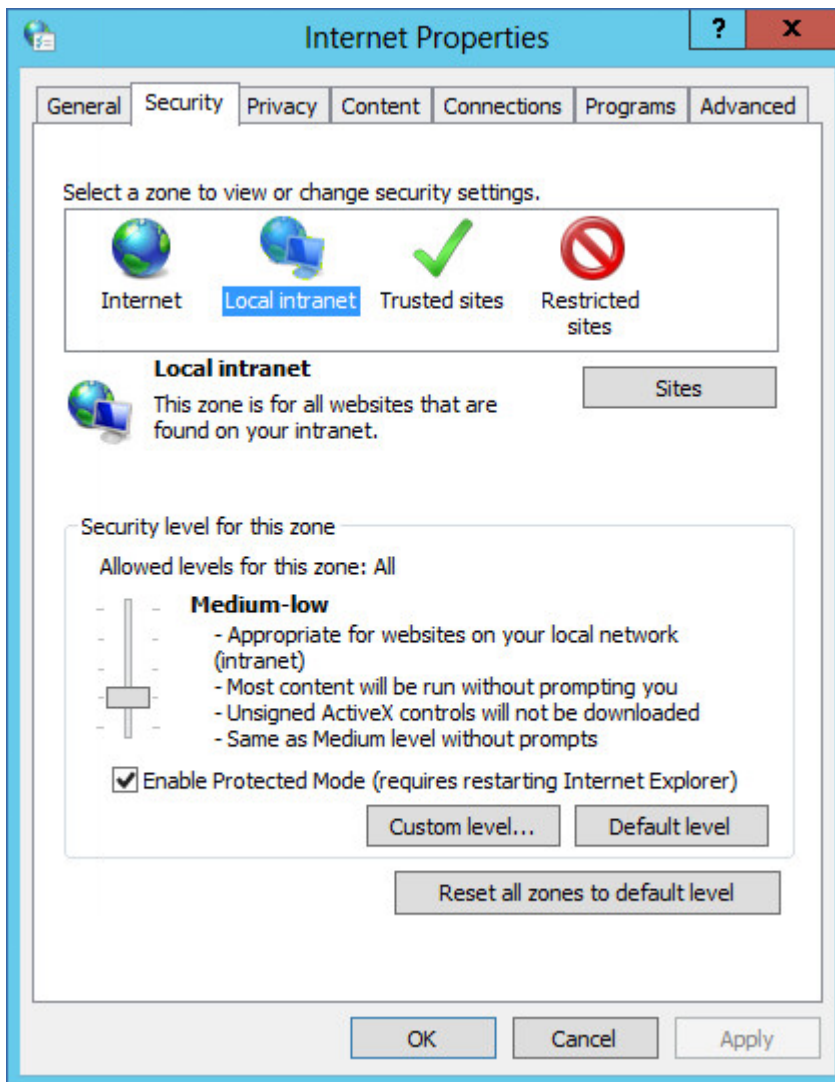 Internet Properties
? x
General Security Privacy Content Connections Programs Advanced
Select a zone to view or change security settings.
Internet Local intranet Trusted sites Restricted
sites
Local intranet
Sites
This zone is for all websites that are
found on your intranet.
Security level for this zone
Allowed levels for this zone: All
Medium-low
- Appropriate for websites on your local network
(intranet)
- Most content will be run without prompting you
- Unsigned ActiveX controls will not be downloaded
- Same as Medium level without prompts
Enable Protected Mode (requires restarting Internet Explorer)
Custom level... Default level
Reset all zones to default level
OK Cancel Apply